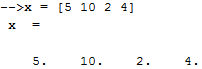 -->x = [5 10 2 4]
x  =
5.    10.    2.    4.